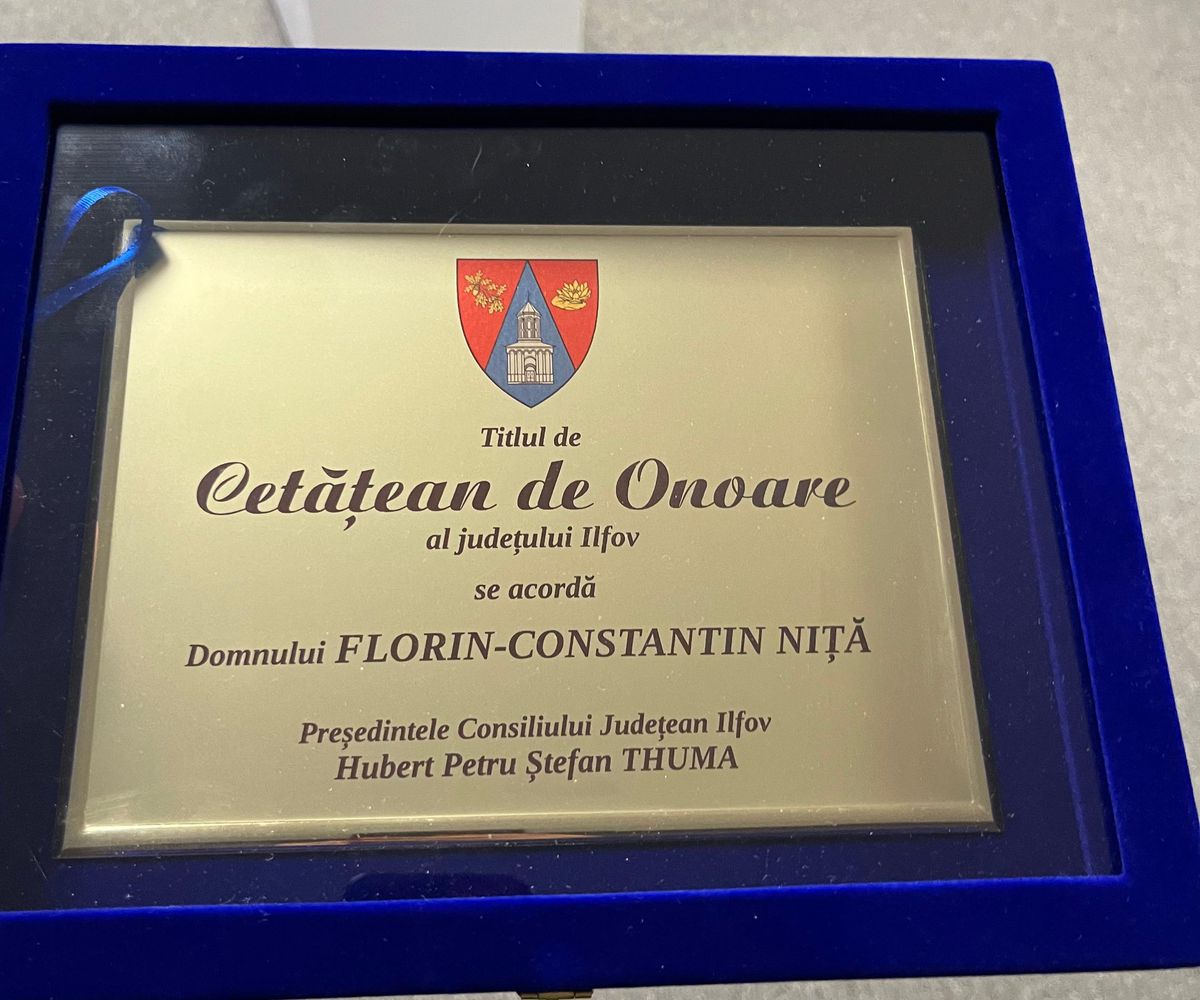 Titlul de
Cetățean de Onoare
al județului Ilfov
se acordă
Domnului FLORIN-CONSTANTIN NIȚĂ
Președintele Consiliului Județean Ilfov
Hubert Petru Ștefan THUMA